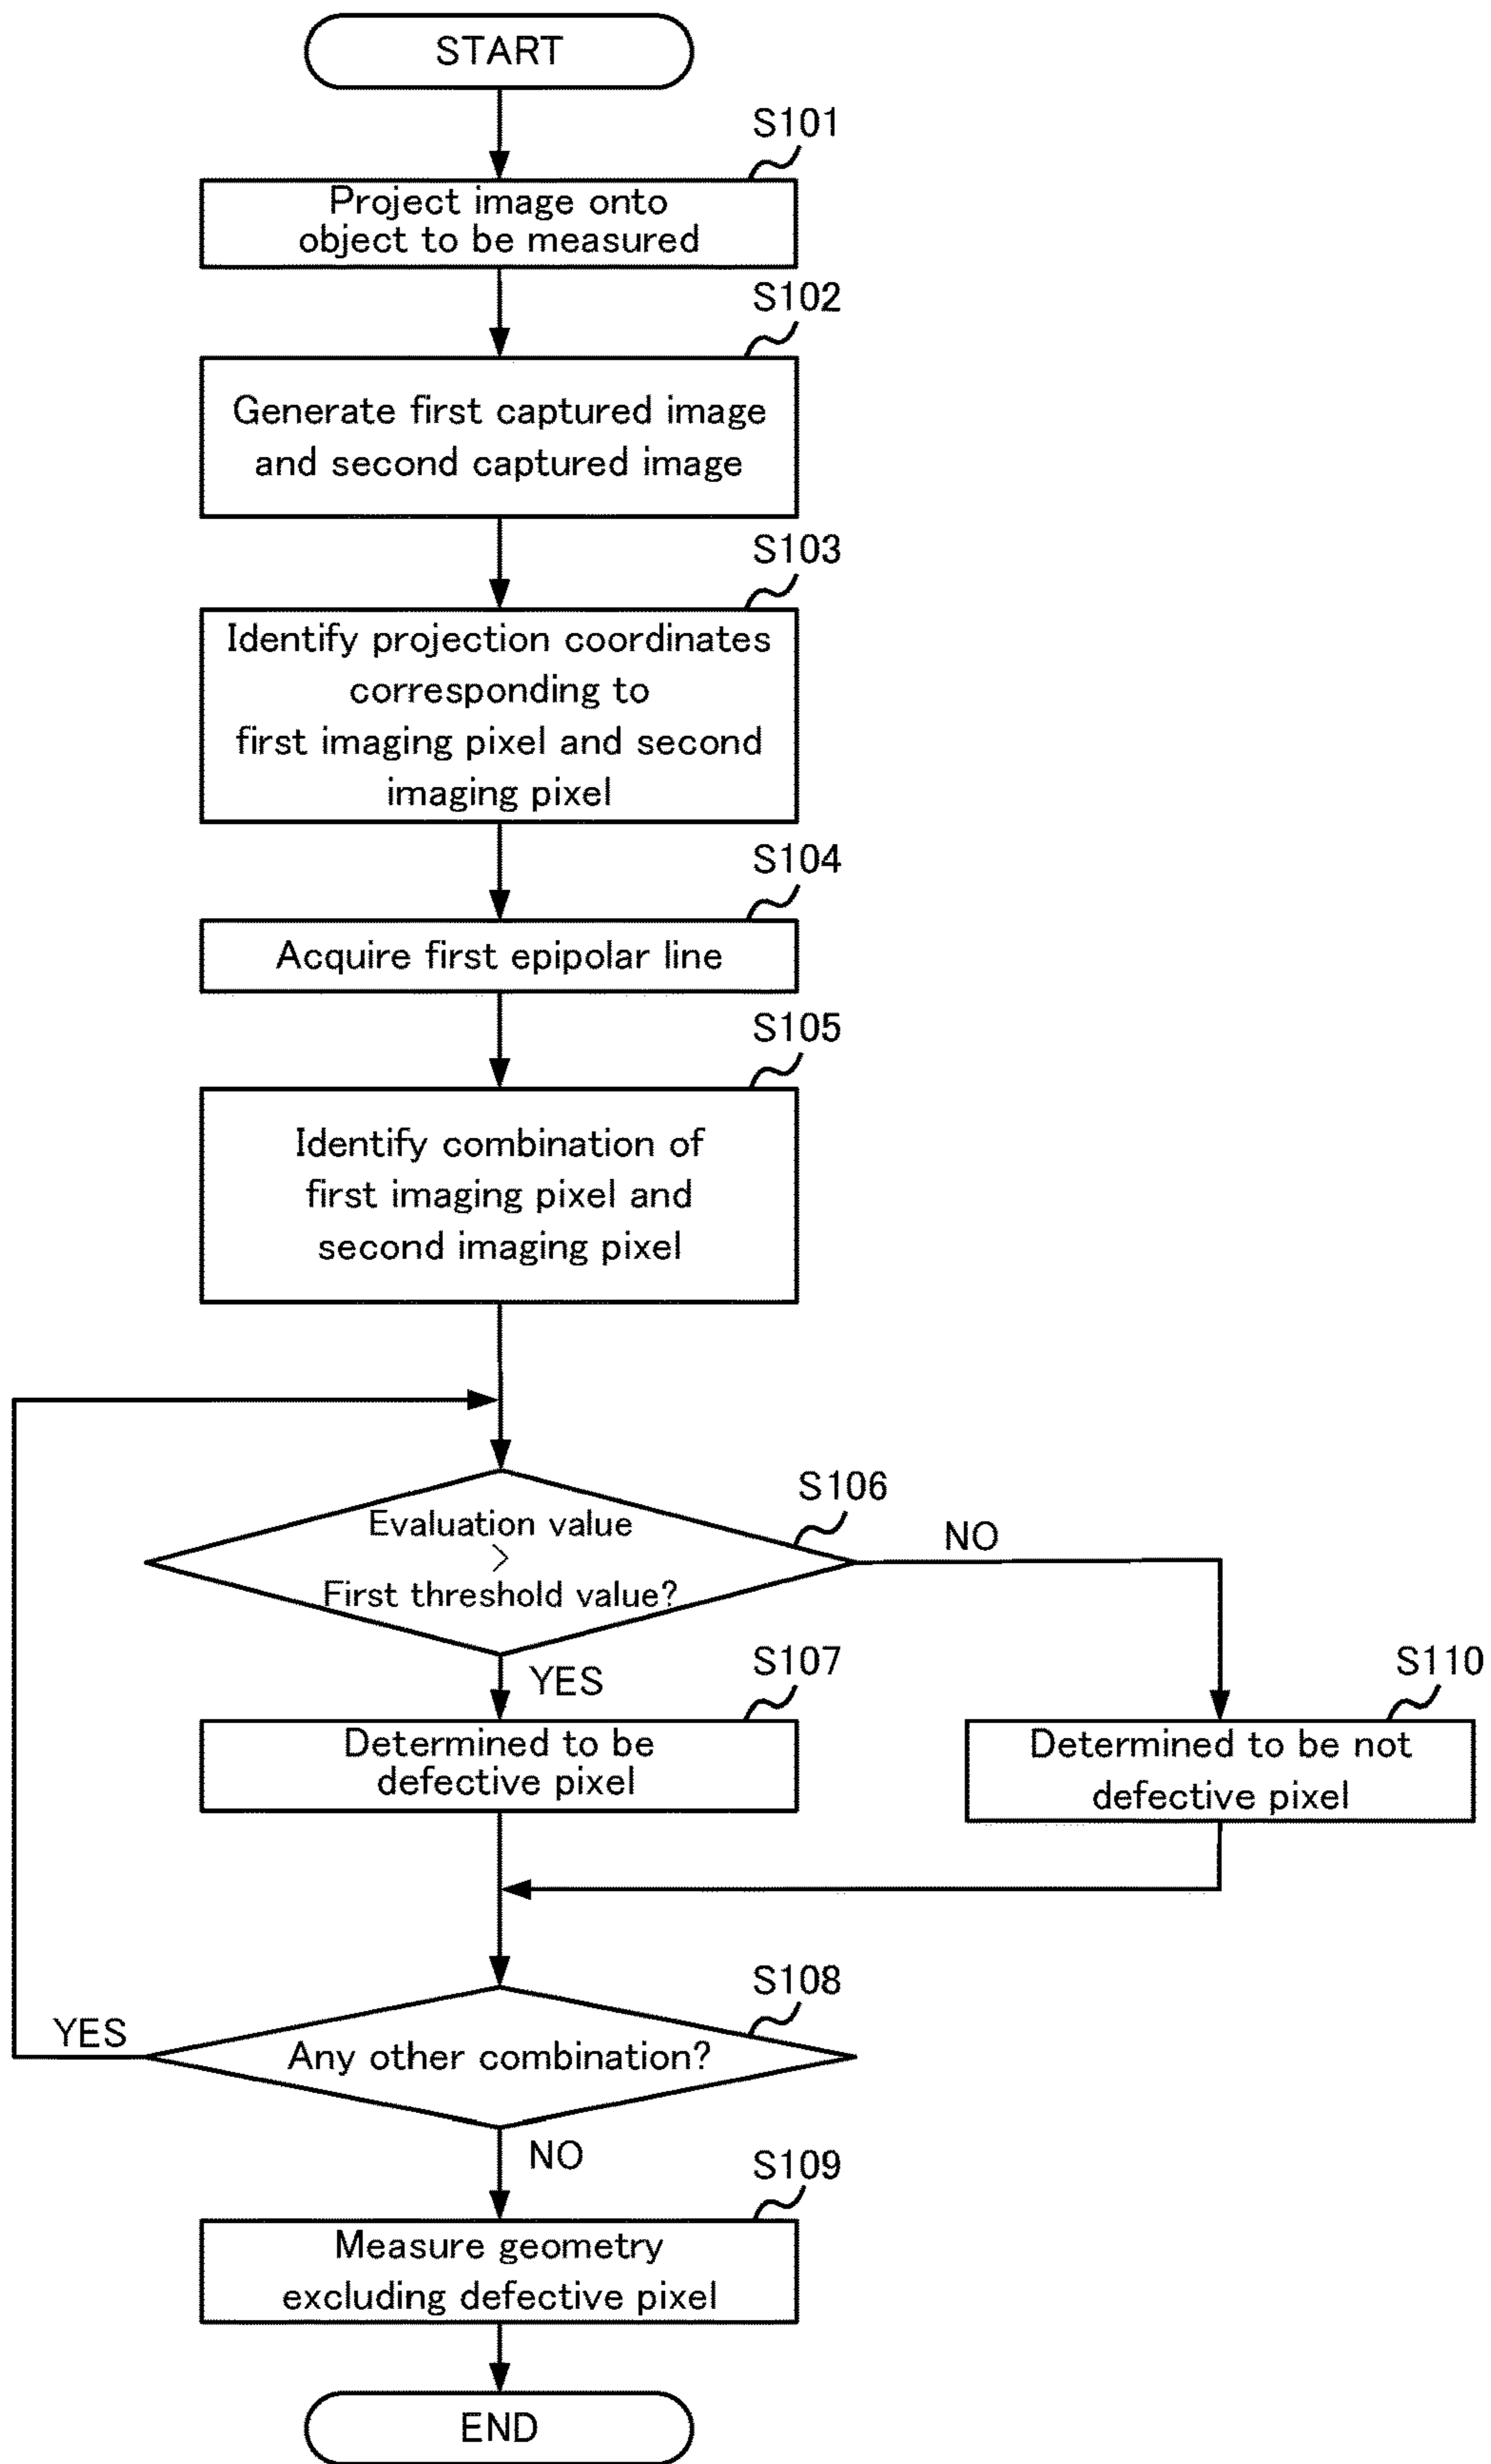 START
S101
Project image onto
object to be measured
S102
Generate first captured image
and second captured image
S103
Identify projection coordinates
corresponding to
first imaging pixel and second
imaging pixel
S104
Acquire first epipolar line
S105
Identify combination of
first imaging pixel and
second imaging pixel
S106
Evaluation value
>
First threshold value?
NO
YES
S107
Determined to be
defective pixel
S110
Determined to be not
defective pixel
S108
Any other combination?
YES
NO
S109
Measure geometry
excluding defective pixel
END